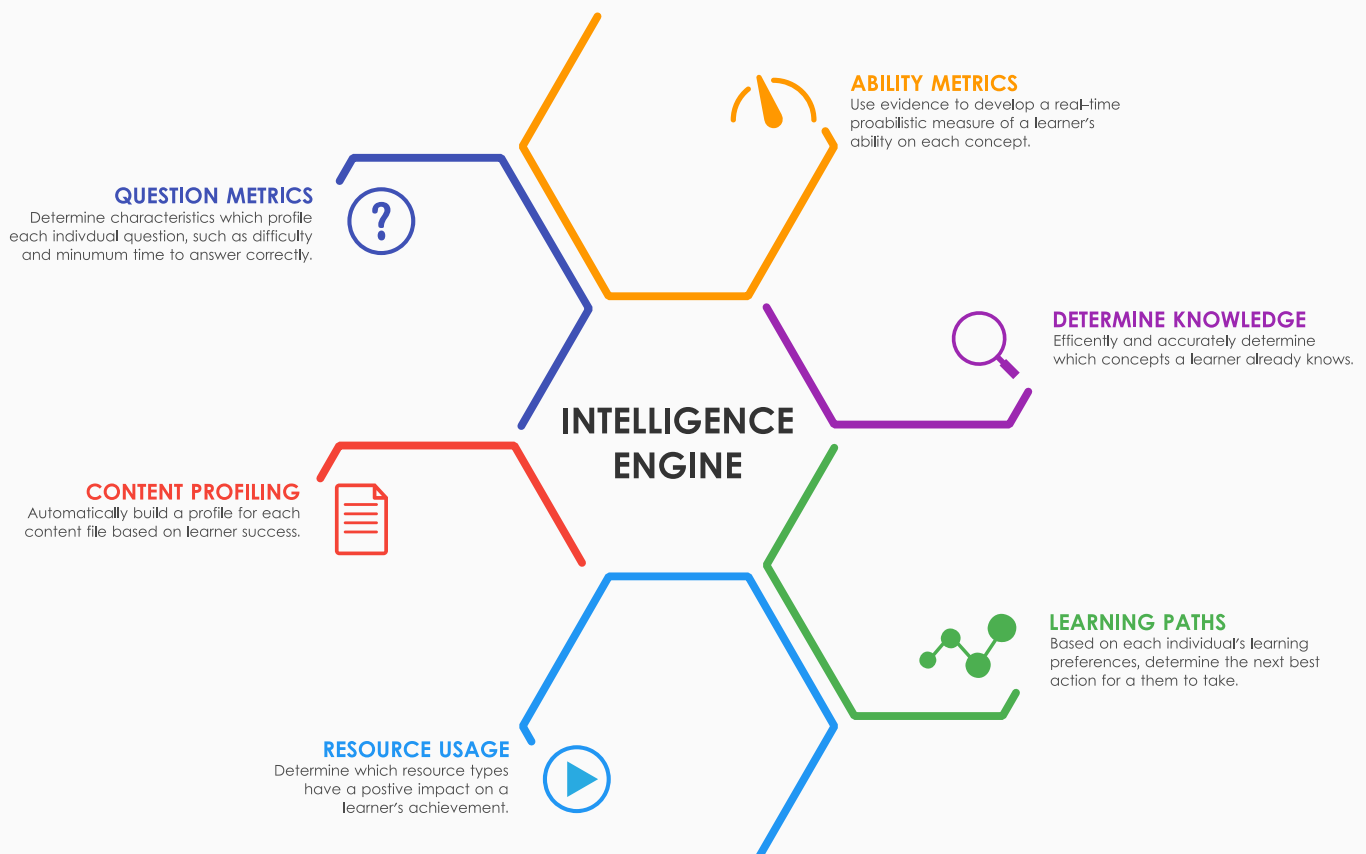 ABILITY METRICS
Use evidence to develop a real-time
proabilistic measure of a learner's
ability on each concept.
QUESTION METRICS
Determine characteristics which profile
each indivdual question, such as difficulty
and minumum time to answer correctly.
DETERMINE KNOWLEDGE
Efficently and accurately determine
which concepts a learner already knows.
INTELLIGENCE
ENGINE
CONTENT PROFILING
Automatically build a profile for each
content file based on learner success.
LEARNING PATHS
Based on each individual's learning
preferences, determine the next best
action for a them to take.
RESOURCE USAGE
Determine which resource types
have a postive impact on a
learner's achievement.